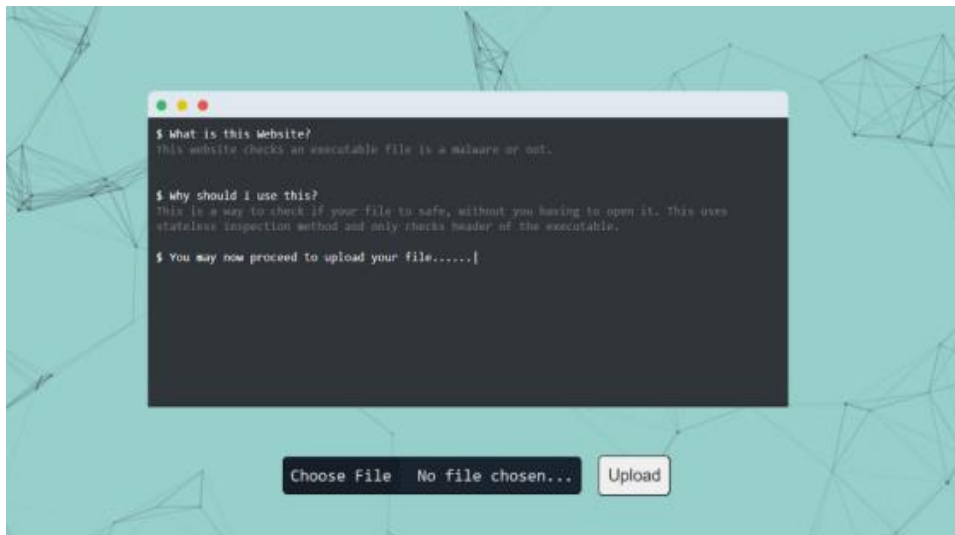 $ What is this Website?
This website checks an executable file is a malware or not.
$ Why should i use this?
This is a way to check if your file to safe, without you having to open it. This uses
stateless inspection method and only checks header of the executable.
$ You may now proceed to upload your file......|
Choose File No file chosen... Upload